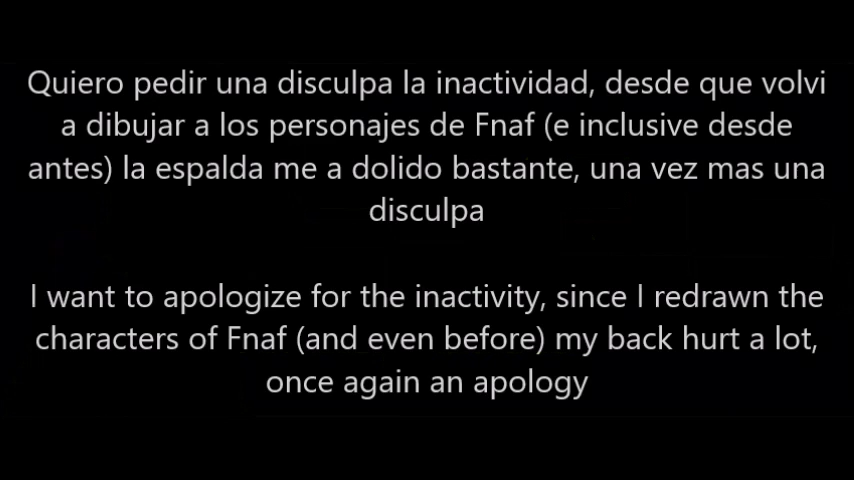 Quiero pedir una disculpa la inactividad, desde que volvi
a dibujar a los personajes de Fnaf (e inclusive desde
antes) la espalda me a dolido bastante, una vez mas una
disculpa
I want to apologize for the inactivity, since I redrawn the
characters of Fnaf (and even before) my back hurt a lot,
once again an apology